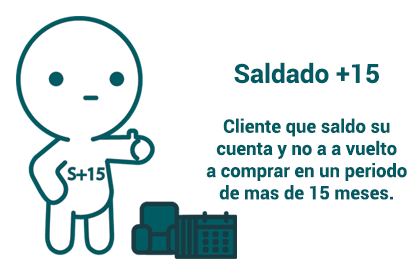 Saldado +15
Cliente que saldo su
cuenta y no a a vuelto
a comprar en un periodo
de mas de 15 meses.
S+15